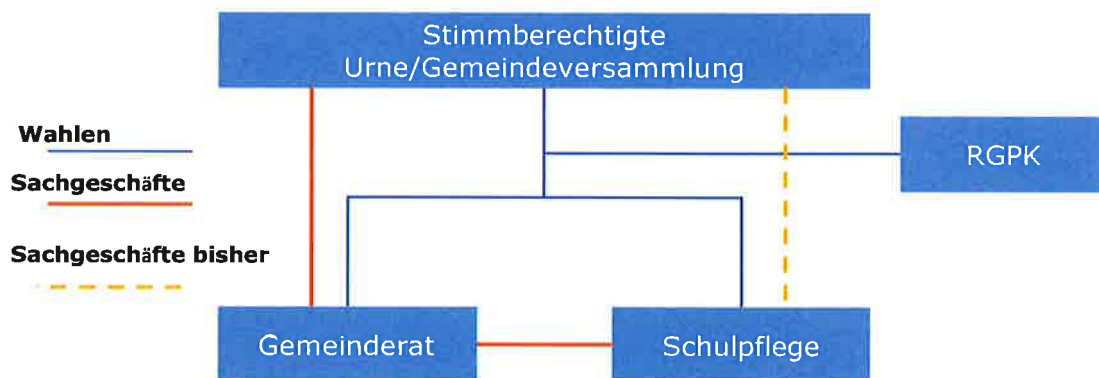 Stimmberechtigte
Urne/Gemeindeversammlung
Wahlen
RGPK
Sachgeschäfte
Sachgeschäfte bisher
Gemeinderat
Schulpflege